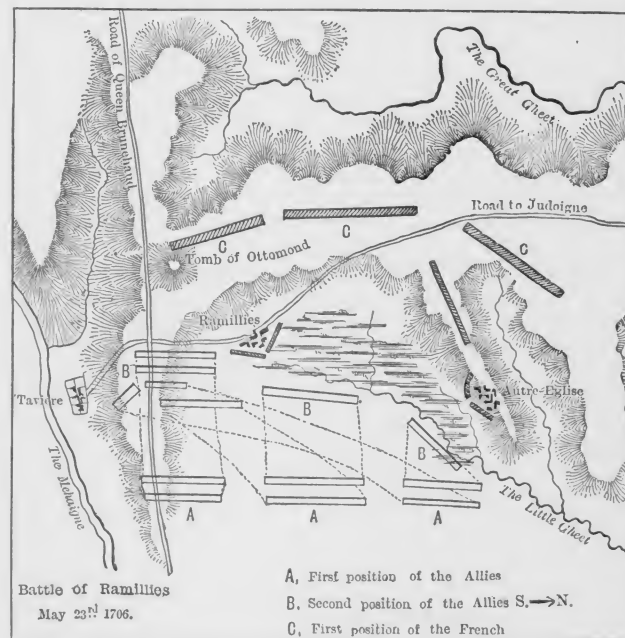 Road of Queen Brunehaud
The Great Gheet
Road to Judoigne
C
C
Tomb of Ottomond
C
Ramillies
B
Taviere
B
Autre-Eglise
B
The Mehaigne
A
A
A
The Little Gheet
Battle of Ramillies
May 23rd 1706.
A, First position of the Allies
B. Second position of the Allies S.→N.
C, First position of the French